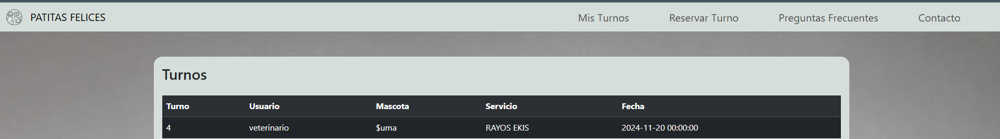 PATITAS FELICES Mis Turnos Reservar Turno Preguntas Frecuentes Contacto
Turnos
Turno Usuario Mascota Servicio Fecha
4 veterinario $uma RAYOS EKIS 2024-11-20 00:00:00